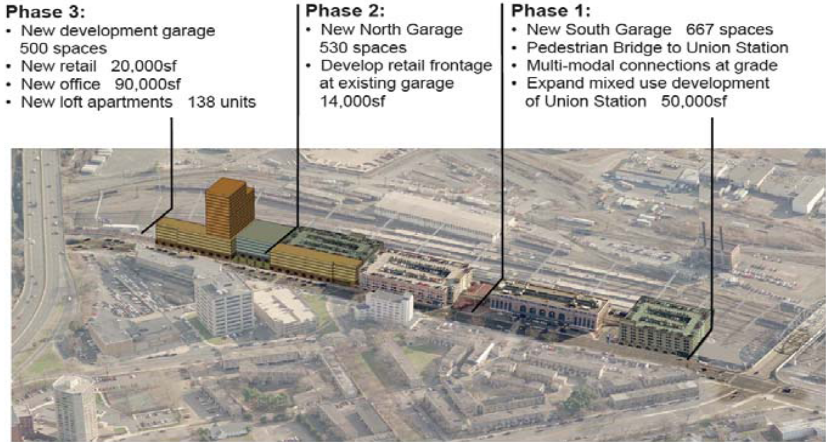 Phase 3:
• New development garage
500 spaces
• New retail 20,000sf
• New office 90,000sf
• New loft apartments 138 units
Phase 2:
• New North Garage
530 spaces
• Develop retail frontage
at existing garage
14,000sf
Phase 1:
• New South Garage 667 spaces
• Pedestrian Bridge to Union Station
• Multi-modal connections at grade
• Expand mixed use development
of Union Station 50,000sf